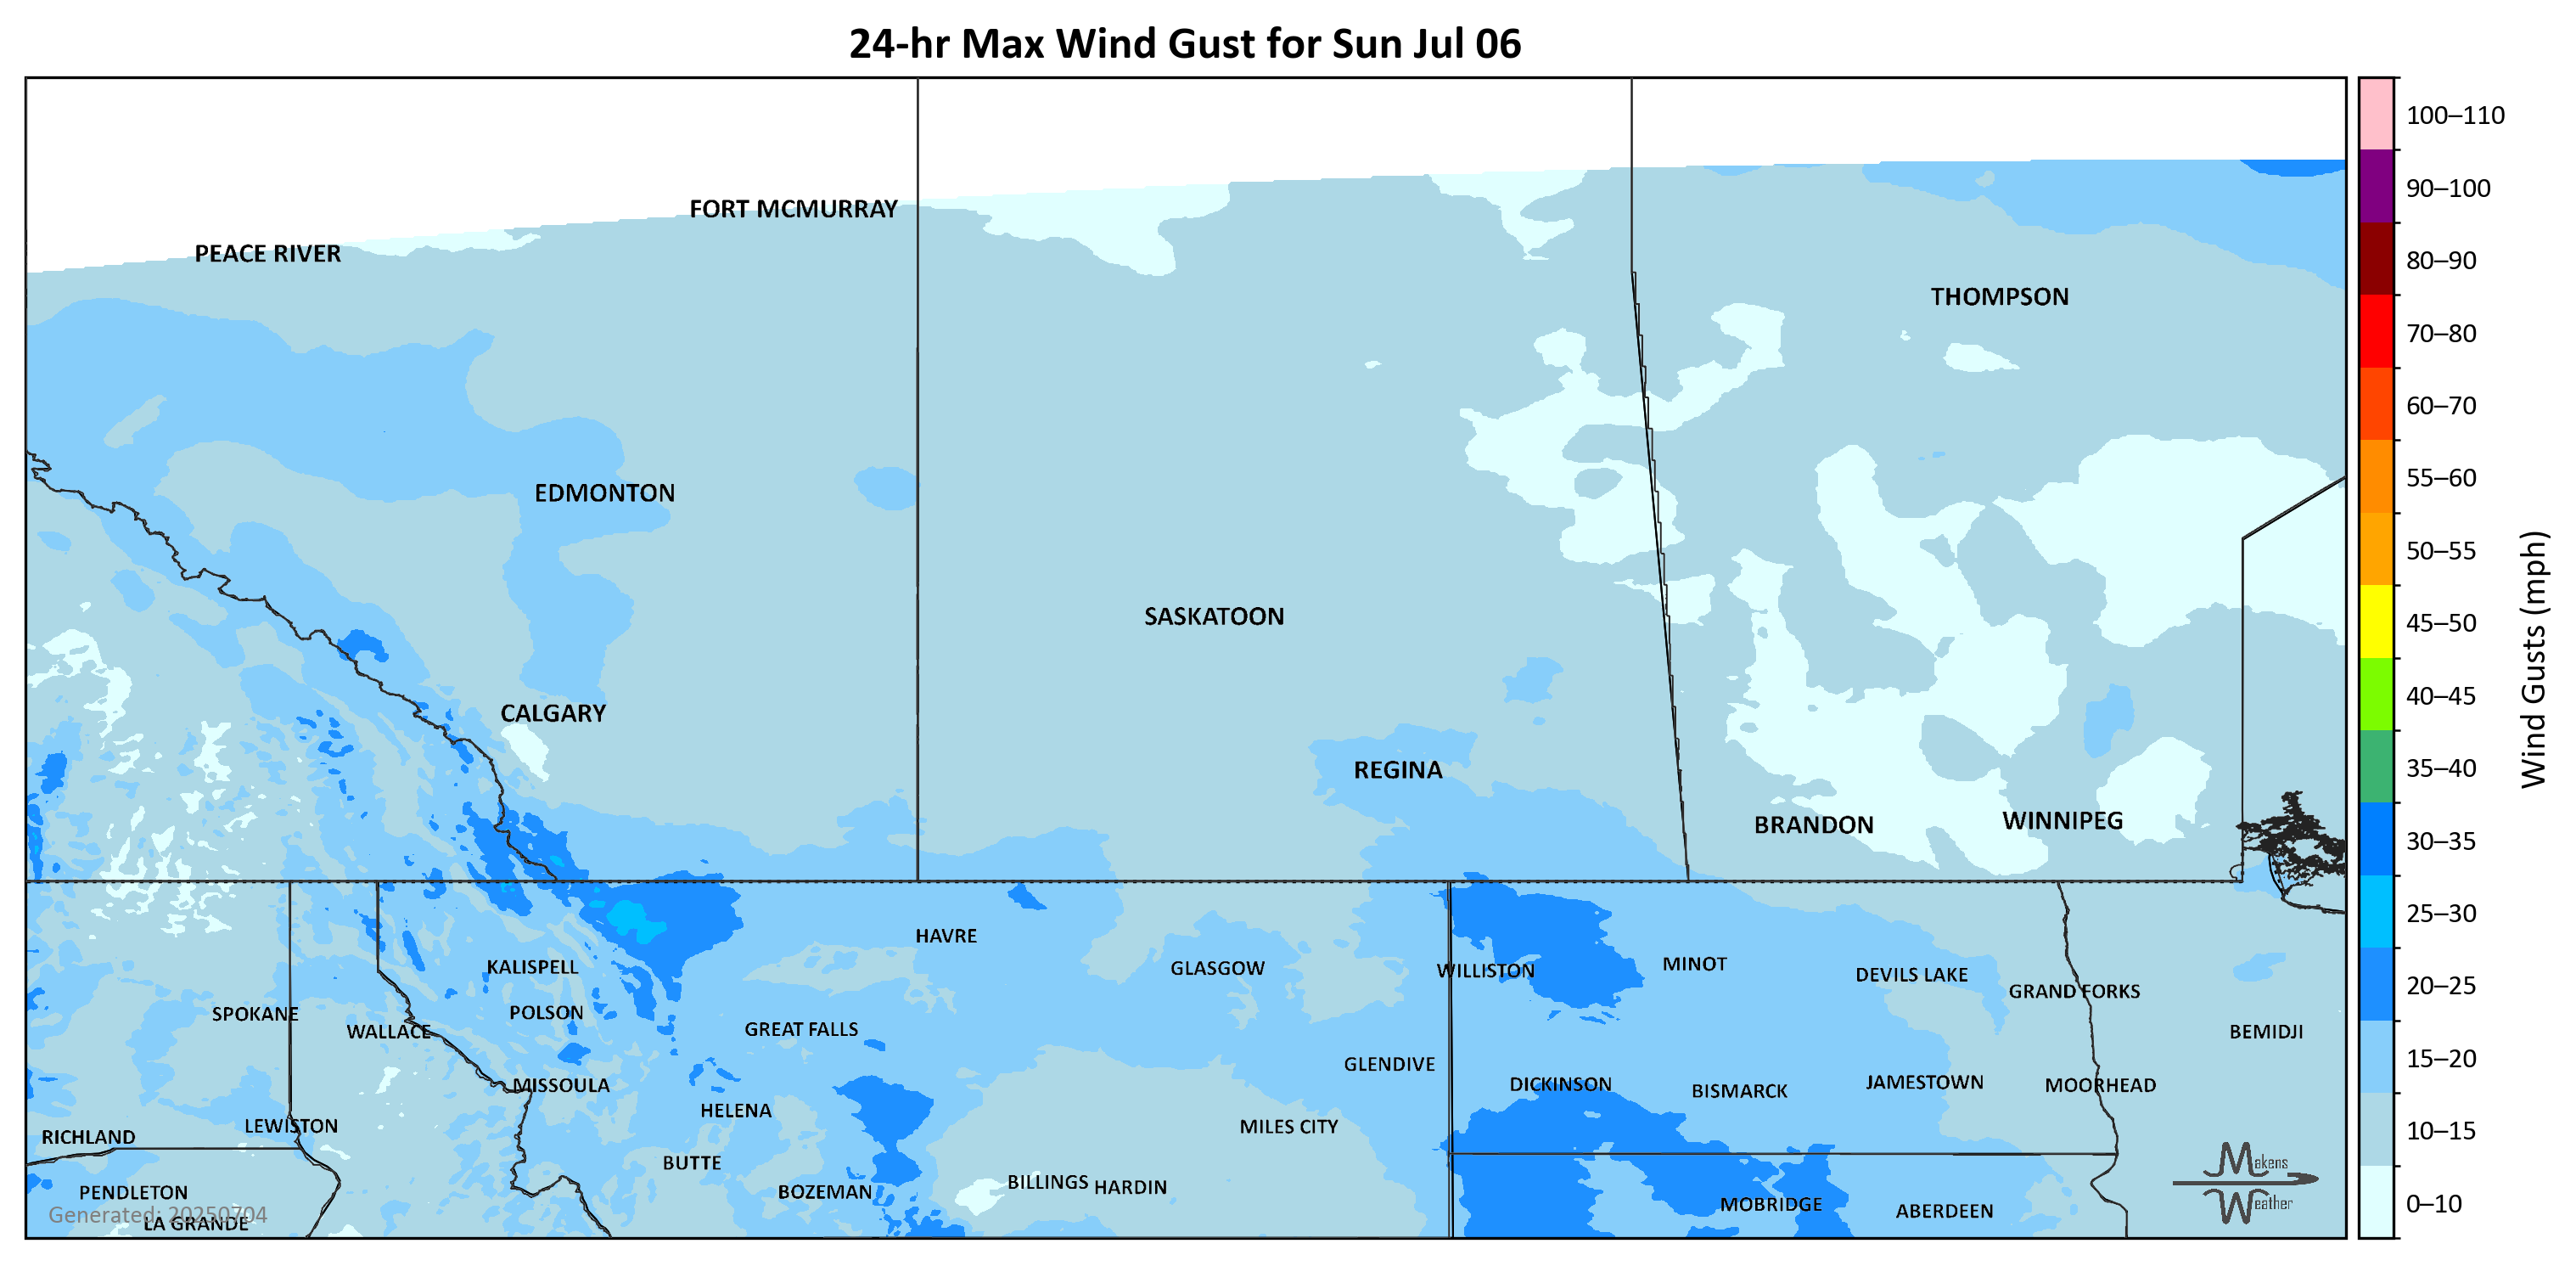 24-hr Max Wind Gust for Sun Jul 06
100–110
90–100
FORT MCMURRAY
PEACE RIVER
80–90
THOMPSON
70–80
60–70
55–60
EDMONTON
50–55
SASKATOON
45–50
Wind Gusts (mph)
40–45
CALGARY
REGINA
35–40
BRANDON
WINNIPEG
30–35
25–30
HAVRE
KALISPELL
GLASGOW
WILLISTON
MINOT
DEVILS LAKE
20–25
GRAND FORKS
SPOKANE
POLSON
WALLACE
GREAT FALLS
BEMIDJI
15–20
GLENDIVE
MISSOULA
DICKINSON
BISMARCK
JAMESTOWN
MOORHEAD
HELENA
LEWISTON
MILES CITY
10–15
RICHLAND
BUTTE
Makens
PENDLETON
BOZEMAN
BILLINGS
HARDIN
MOBRIDGE
ABERDEEN
Weather
0–10
Generated: 20250704
LA GRANDE